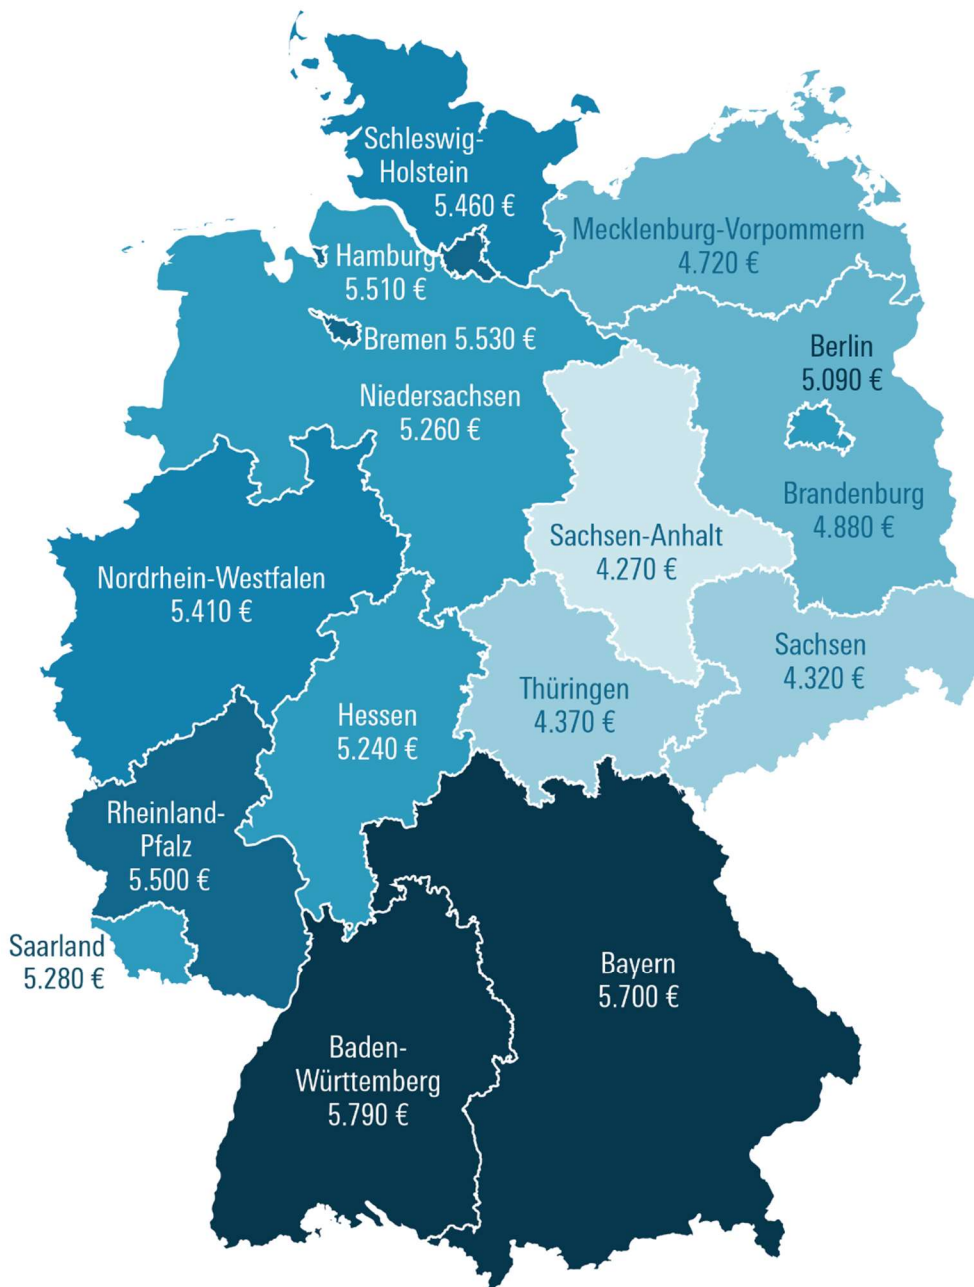 Schleswig-
Holstein
5.460 €
Mecklenburg-Vorpommern
4.720 €
Hamburg
5.510 €
Bremen 5.530 €
Berlin
5.090 €
Niedersachsen
5.260 €
Brandenburg
4.880 €
Sachsen-Anhalt
4.270 €
Nordrhein-Westfalen
5.410 €
Sachsen
4.320 €
Thüringen
4.370 €
Hessen
5.240 €
Rheinland-
Pfalz
5.500 €
Saarland
5.280 €
Bayern
5.700 €
Baden-
Württemberg
5.790 €